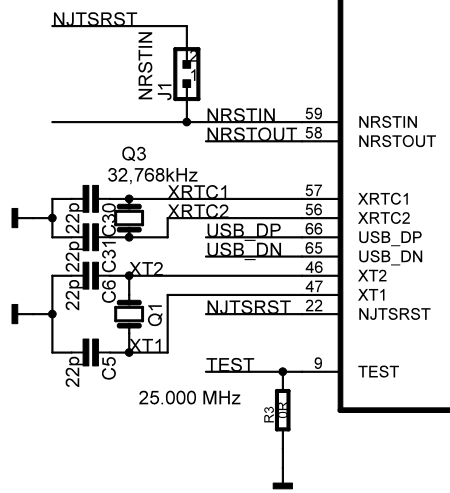 NJTSRST
NRSTIN
J1
2
1
NRSTIN 59 NRSTIN
NRSTOUT 58 NRSTOUT
Q3
32,768kHz
XRTC1 57 XRTC1
22p C30
XRTC2 56 XRTC2
USB_DP 66 USB_DP
22p C31
USB_DN 65 USB_DN
XT2 46 XT2
22p C6
47 XT1
Q1
NJTSRST 22 NJTSRST
XT1
22p C5
TEST 9 TEST
25.000 MHz
R3 0R